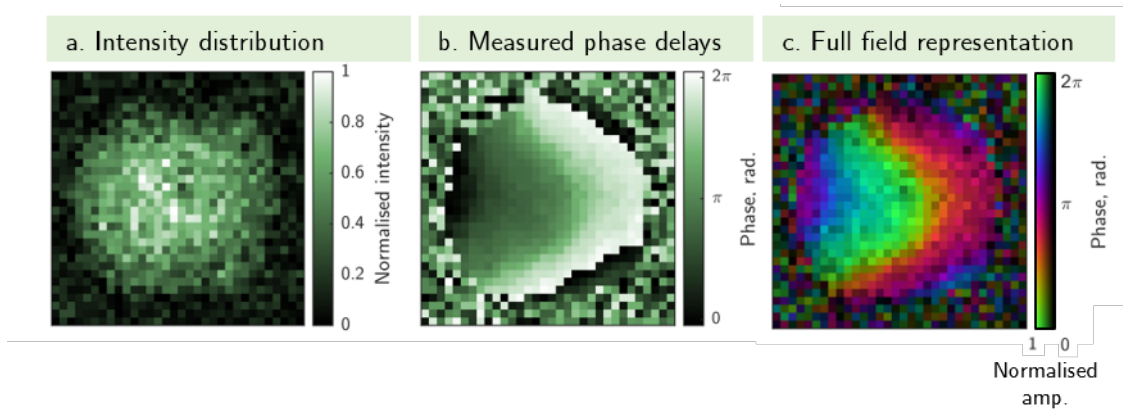 a. Intensity distribution
1
0.8
0.6
0.4
0.2
0
Normalised intensity
b. Measured phase delays
2π
π
0
Phase, rad.
c. Full field representation
2π
π
Phase, rad.
1 0
Normalised
amp.